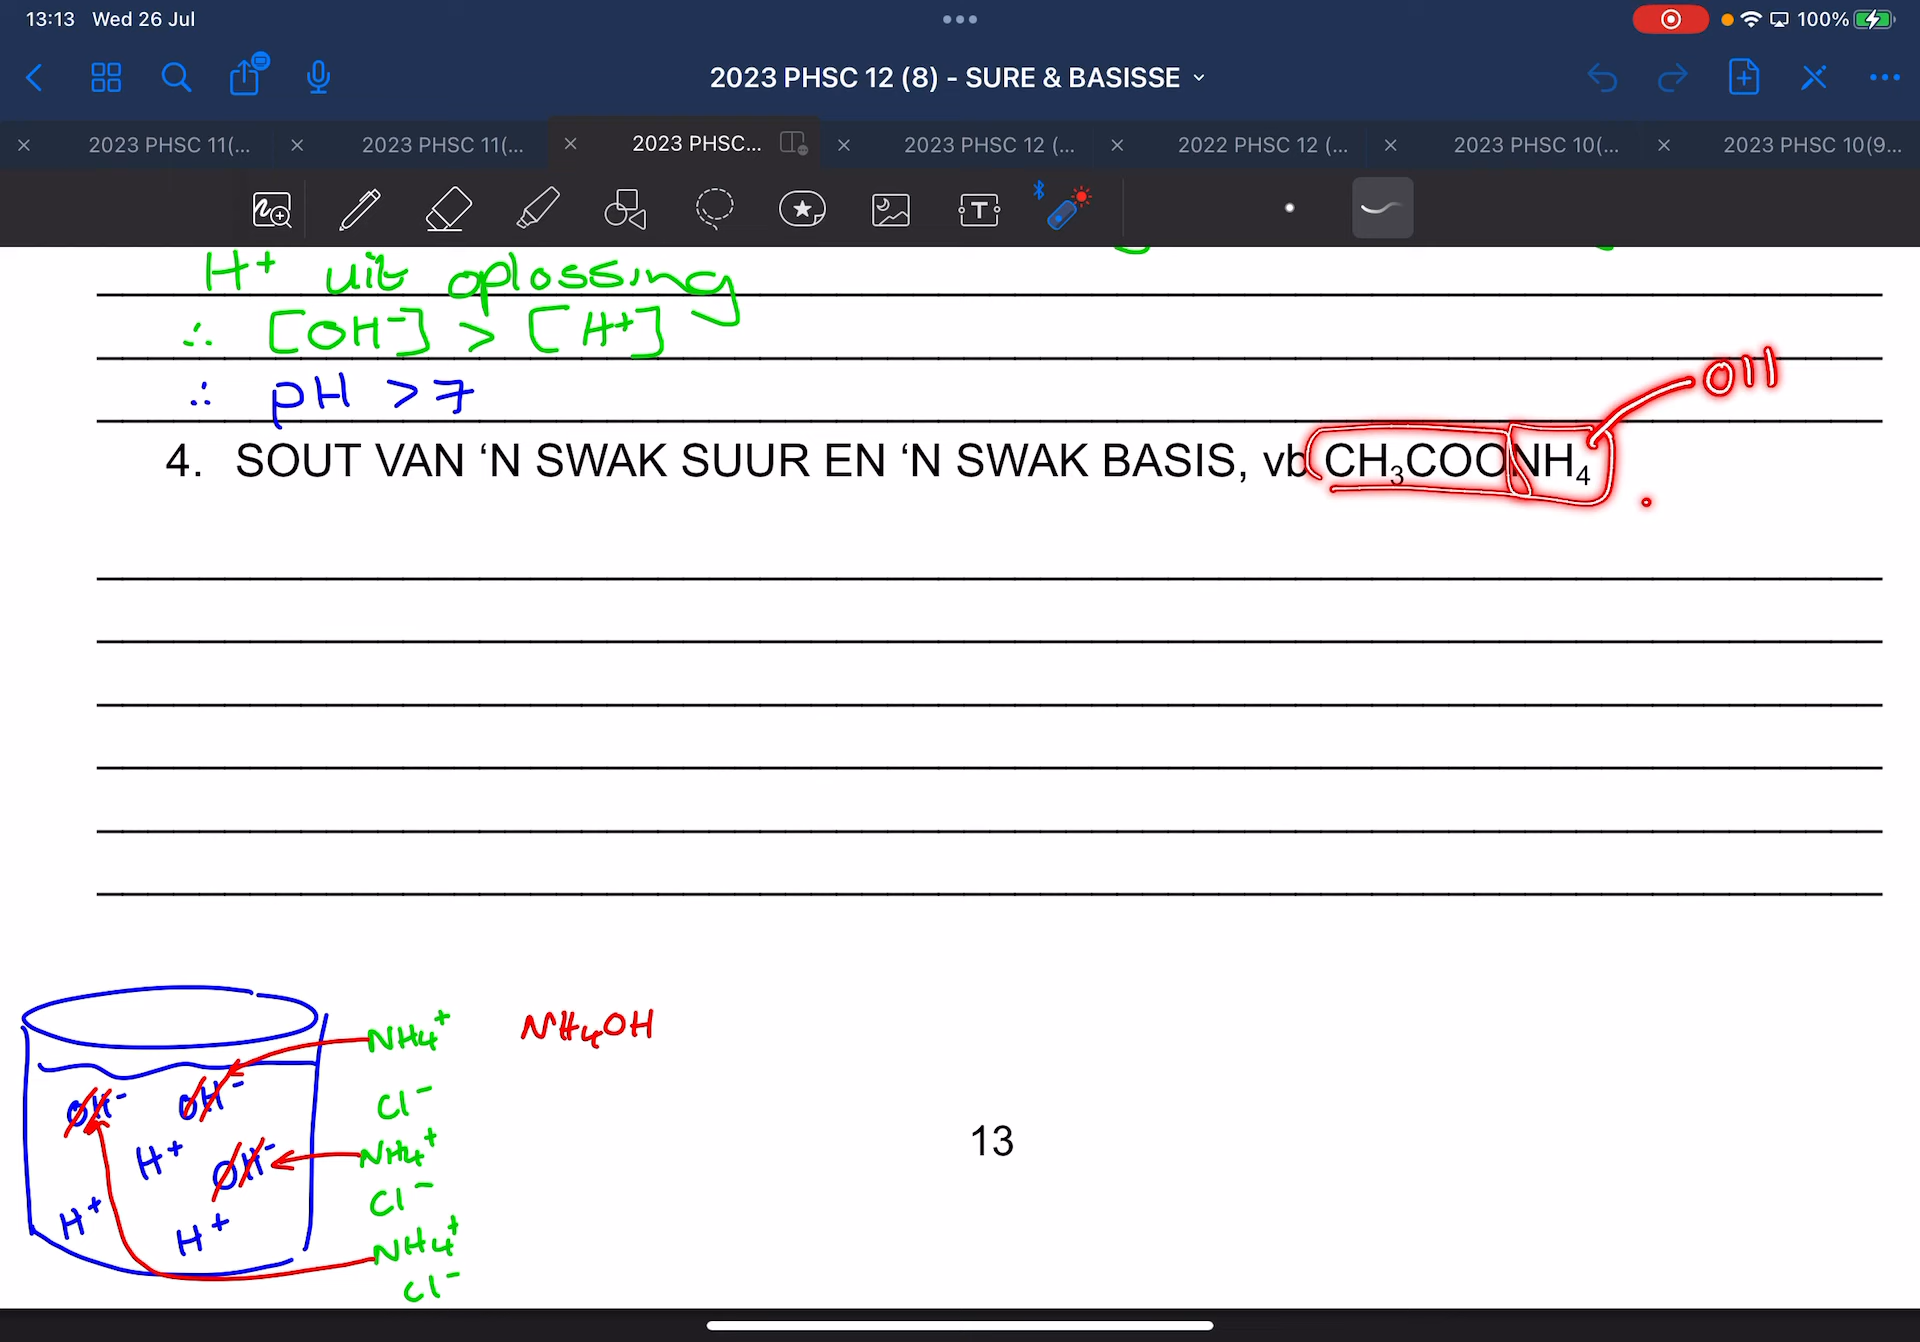 13:13 Wed 26 Jul
100%
2023 PHSC 12 (8) - SURE & BASISSE
2023 PHSC 11(...
2023 PHSC 11(...
2023 PHSC...
2023 PHSC 12 (...
2022 PHSC 12 (...
2023 PHSC 10(...
2023 PHSC 10(9...
H⁺ uit oplossing
∴ [OH⁻] > [H⁺]
∴ pH > 7
OH
4. SOUT VAN ‘N SWAK SUUR EN ‘N SWAK BASIS, vb CH₃COONH₄
NH₄⁺ NH₄OH
OH⁻ OH⁻ Cl⁻
H⁺ OH⁻ NH₄⁺
13
Cl⁻
H⁺ H⁺ NH₄⁺
Cl⁻